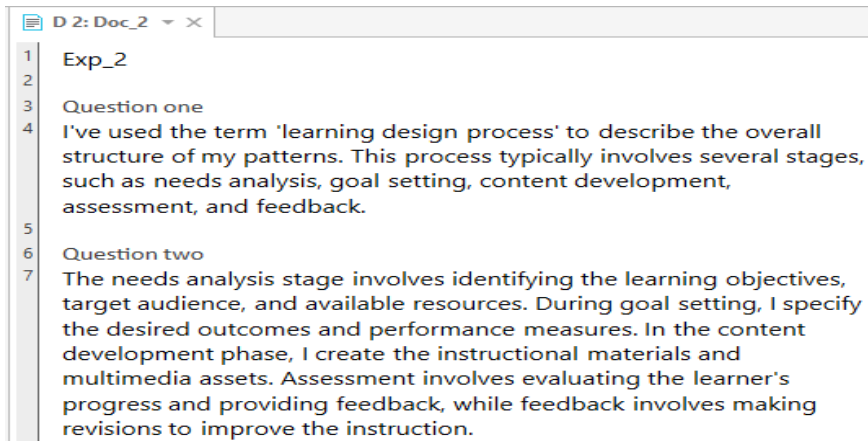 D 2: Doc_2
1 Exp_2
2
3 Question one
4 I've used the term 'learning design process' to describe the overall
structure of my patterns. This process typically involves several stages,
such as needs analysis, goal setting, content development,
assessment, and feedback.
5
6 Question two
7 The needs analysis stage involves identifying the learning objectives,
target audience, and available resources. During goal setting, I specify
the desired outcomes and performance measures. In the content
development phase, I create the instructional materials and
multimedia assets. Assessment involves evaluating the learner's
progress and providing feedback, while feedback involves making
revisions to improve the instruction.